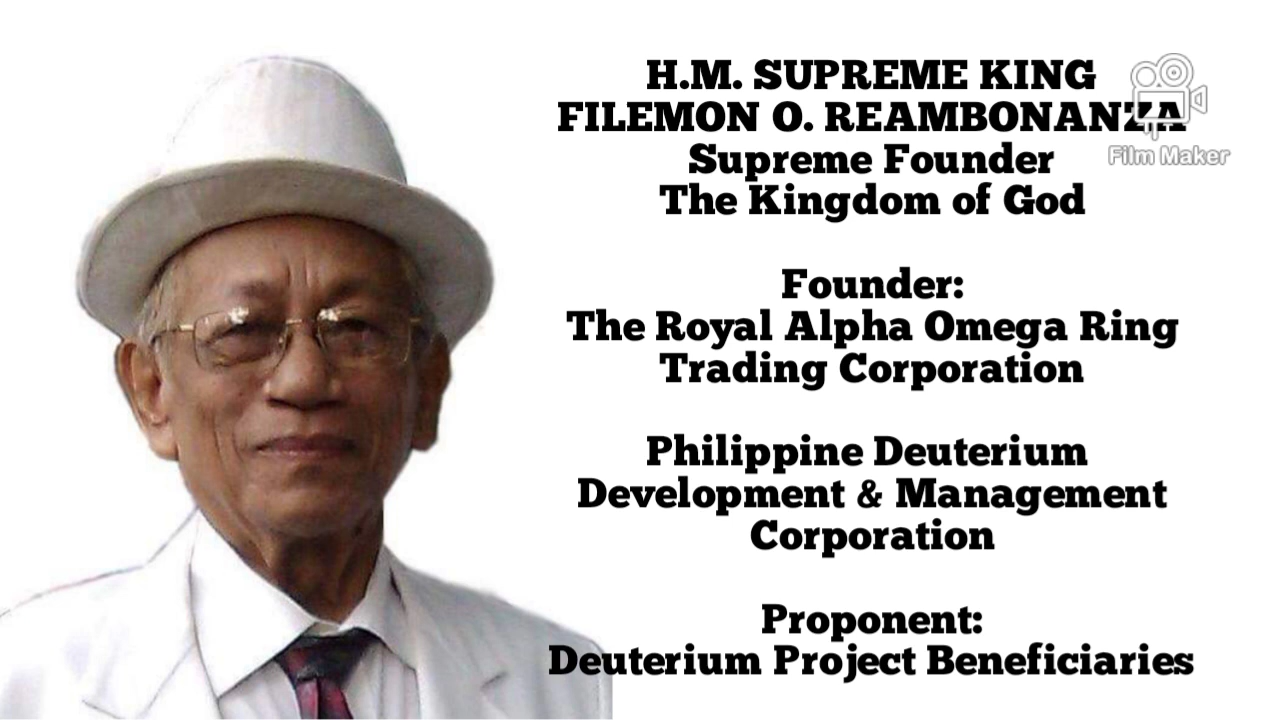 H.M. SUPREME KING
FILEMON O. REAMBONANZA
Supreme Founder
The Kingdom of God
Founder:
The Royal Alpha Omega Ring
Trading Corporation
Philippine Deuterium
Development & Management
Corporation
Proponent:
Deuterium Project Beneficiaries
Film Maker